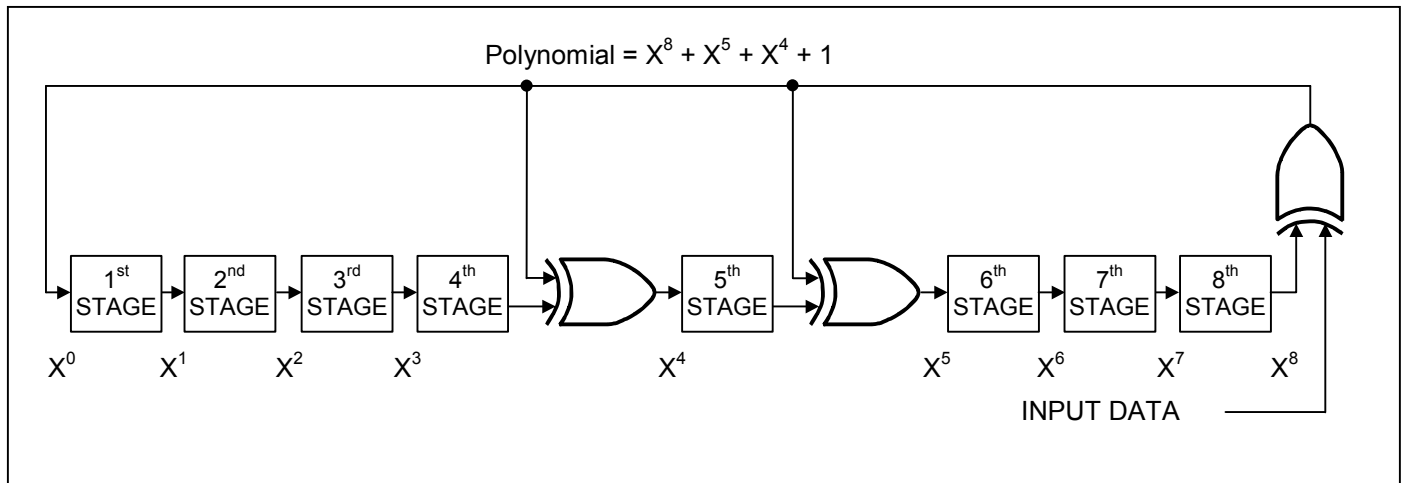 Polynomial = X⁸ + X⁵ + X⁴ + 1
1st STAGE
2nd STAGE
3rd STAGE
4th STAGE
5th STAGE
6th STAGE
7th STAGE
8th STAGE
X⁰ X¹ X² X³ X⁴ X⁵ X⁶ X⁷ X⁸
INPUT DATA